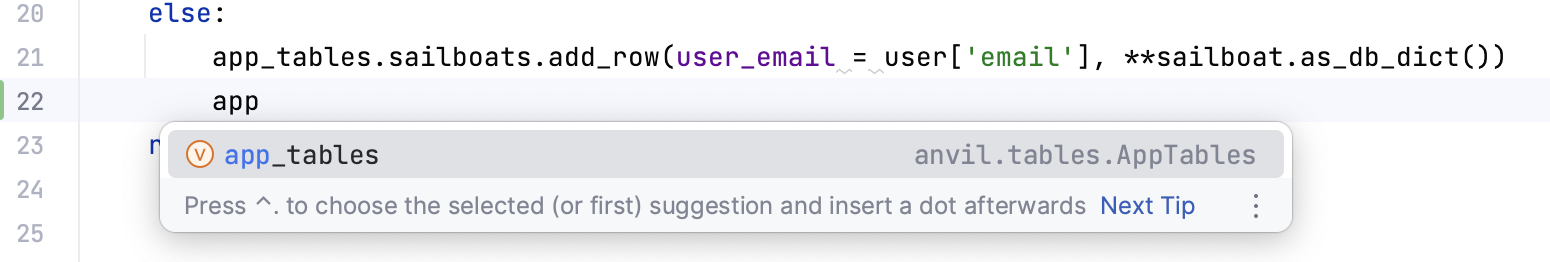 20 else:
21 app_tables.sailboats.add_row(user_email = user['email'], **sailboat.as_db_dict())
22 app
23
V app_tables anvil.tables.AppTables
24
Press ^. to choose the selected (or first) suggestion and insert a dot afterwards Next Tip
25